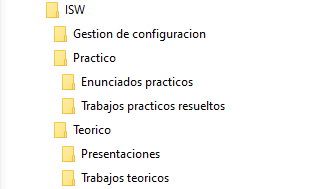 ISW
Gestion de configuracion
Practico
Enunciados practicos
Trabajos practicos resueltos
Teorico
Presentaciones
Trabajos teoricos